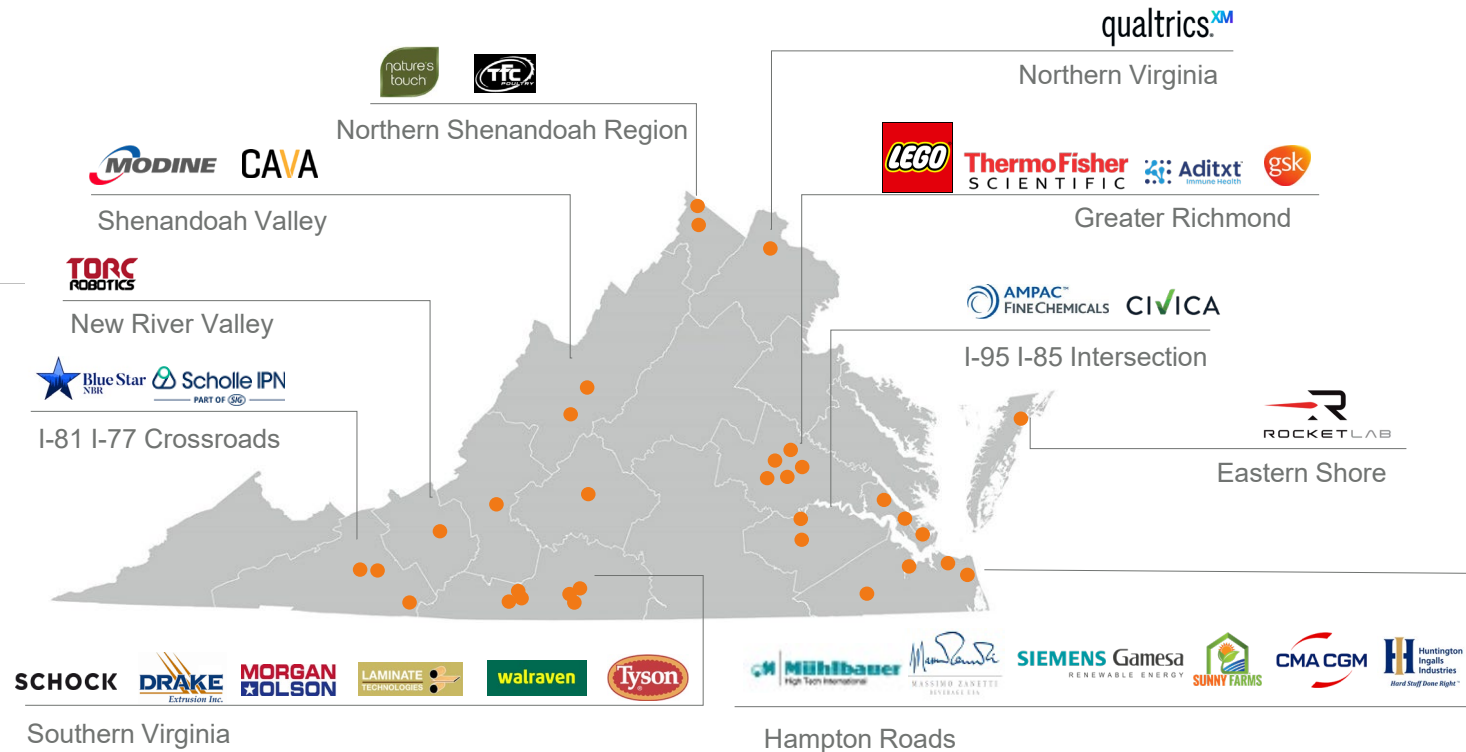 qualtrics.XM
Northern Virginia
nature's
touch
TFC
POULTRY
Northern Shenandoah Region
MODINE
CAVA
Shenandoah Valley
LEGO
ThermoFisher
SCIENTIFIC
Aditxt
Immune Health
gsk
Greater Richmond
TORC
ROBOTICS
New River Valley
AMPAC™
FINE CHEMICALS
CIVICA
I-95 I-85 Intersection
Blue Star
NBR
Scholle IPN
PART OF SIG
I-81 I-77 Crossroads
ROCKETLAB
Eastern Shore
SCHOCK
DRAKE
Extrusion Inc.
MORGAN
OLSON
LAMINATE
TECHNOLOGIES
walraven
Tyson
Southern Virginia
Mühlbauer
High Tech International
MASSIMO ZANETTI
BEVERAGE USA
SIEMENS Gamesa
RENEWABLE ENERGY
SUNNY FARMS
CMA CGM
Huntington
Ingalls
Industries
Hard Stuff Done Right™
Hampton Roads